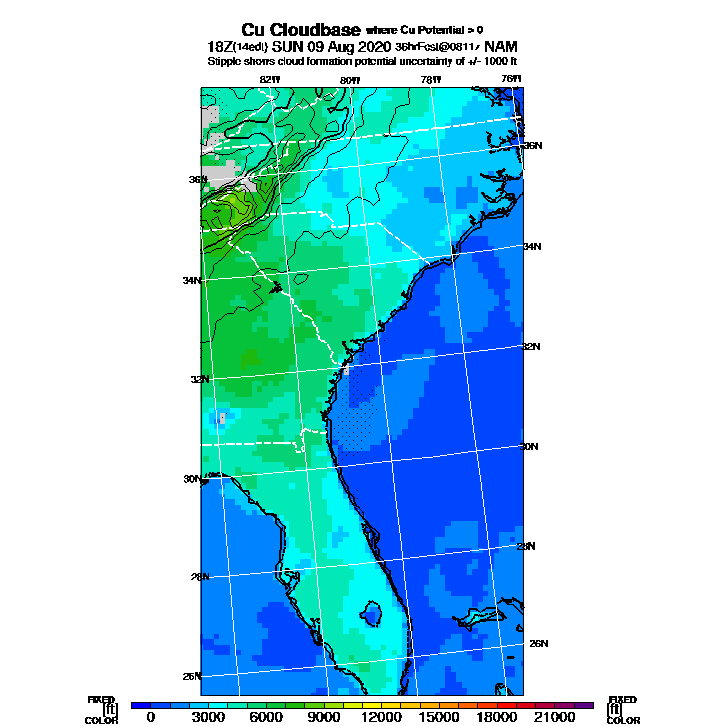 Cu Cloudbase where Cu Potential > 0
18Z(14edt) SUN 09 Aug 2020 36hrFcst@0811z NAM
Stipple shows cloud formation potential uncertainty of +/- 1000 ft
82W 80W 78W 76W
36N
36N
34N
34N
32N
32N
30N
30N
28N
28N
26N
26N
FIXED FIXED
[ft] 0 3000 6000 9000 12000 15000 18000 21000 [ft]
COLOR COLOR